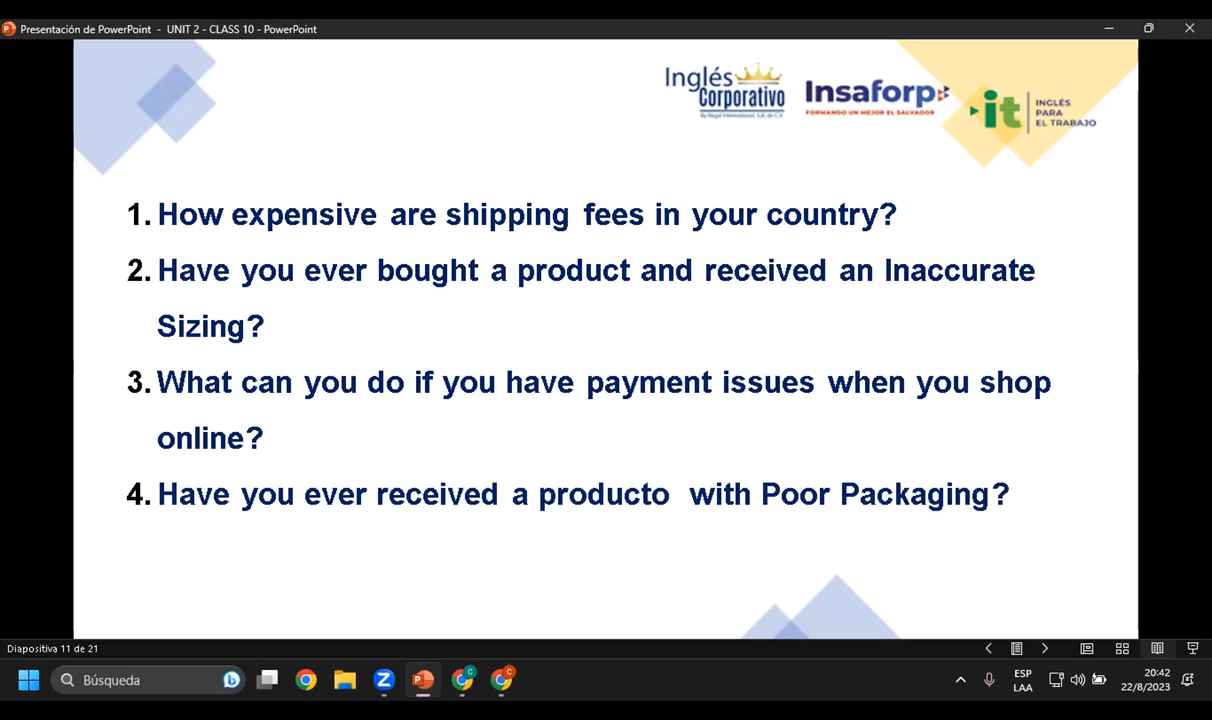 Presentación de PowerPoint - UNIT 2 - CLASS 10 - PowerPoint
Inglés
Corporativo
By Regal International, S.A. de C.V.
Insaforp
FORMANDO UN MEJOR EL SALVADOR
it
INGLÉS
PARA
EL TRABAJO
1. How expensive are shipping fees in your country?
2. Have you ever bought a product and received an Inaccurate
Sizing?
3. What can you do if you have payment issues when you shop
online?
4. Have you ever received a producto with Poor Packaging?
Diapositiva 11 de 21
Búsqueda
ESP
LAA
20:42
22/8/2023